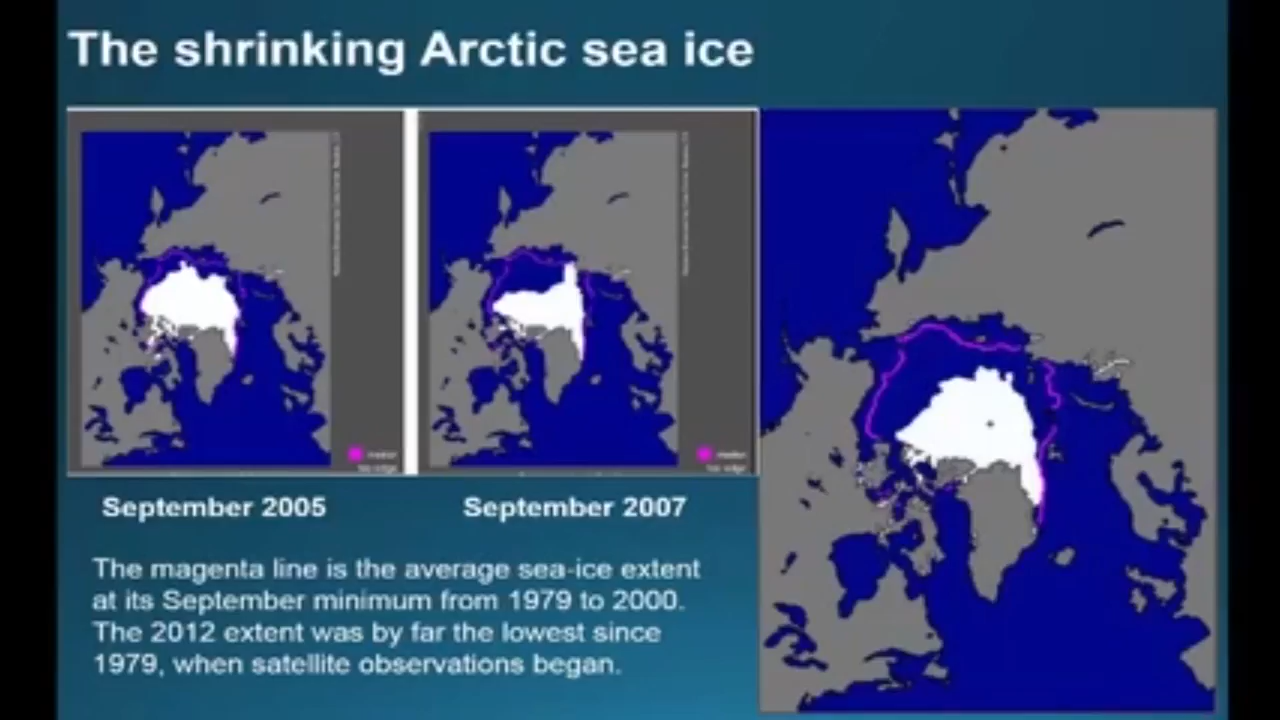 The shrinking Arctic sea ice
September 2005
September 2007
The magenta line is the average sea-ice extent
at its September minimum from 1979 to 2000.
The 2012 extent was by far the lowest since
1979, when satellite observations began.